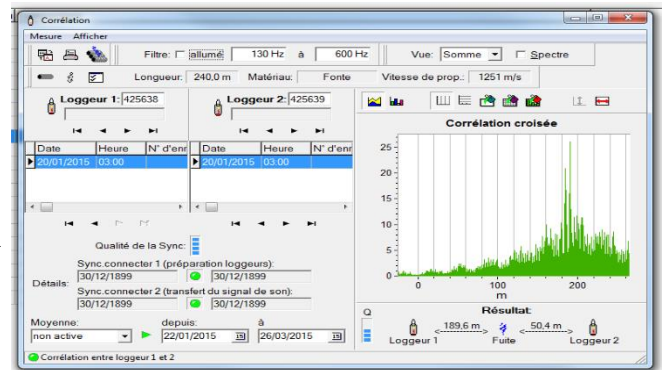 Corrélation
Mesure Afficher
Filtre: allumé 130 Hz à 600 Hz Vue: Somme Spectre
Longueur: 240,0 m Matériau: Fonte Vitesse de prop.: 1251 m/s
Loggeur 1: 425638 Loggeur 2: 425639
Corrélation croisée
Date Heure N° d'enr Date Heure N° d'enr
20/01/2015 03:00 20/01/2015 03:00
25
20
15
10
5
0
0 100 200
m
Qualité de la Sync:
Sync.connecter 1 (préparation loggeurs):
Détails: 30/12/1899 30/12/1899
Sync.connecter 2 (transfert du signal de son):
30/12/1899 30/12/1899
Moyenne: depuis: à
non active 22/01/2015 15 26/03/2015 15
Q Résultat:
189,6 m 50,4 m
Loggeur 1 Fuite Loggeur 2
Corrélation entre loggeur 1 et 2